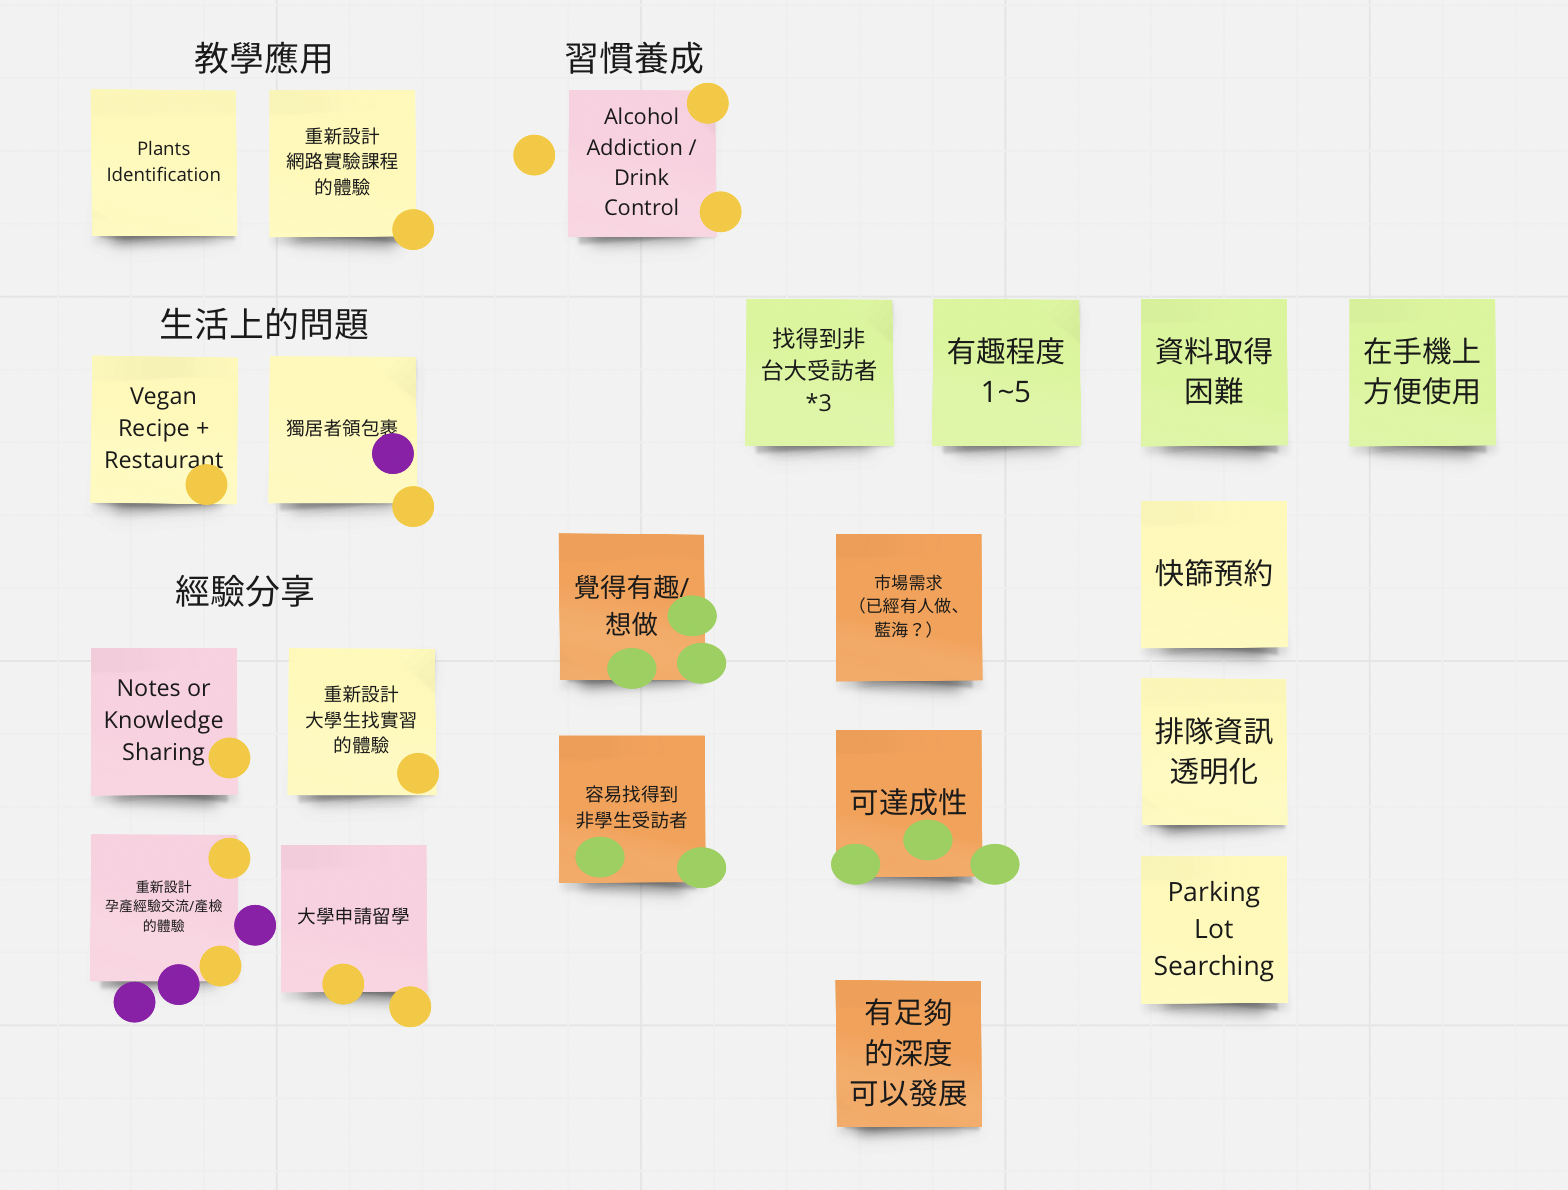 教學應用
習慣養成
Plants
Identification
重新設計
網路實驗課程
的體驗
Alcohol
Addiction /
Drink
Control
生活上的問題
Vegan
Recipe +
Restaurant
獨居者領包裹
找得到非
台大受訪者
*3
有趣程度
1~5
資料取得
困難
在手機上
方便使用
經驗分享
Notes or
Knowledge
Sharing
重新設計
大學生找實習
的體驗
重新設計
孕產經驗交流/產檢
的體驗
大學申請留學
覺得有趣/
想做
市場需求
（已經有人做、
藍海？）
容易找得到
非學生受訪者
可達成性
有足夠
的深度
可以發展
快篩預約
排隊資訊
透明化
Parking
Lot
Searching